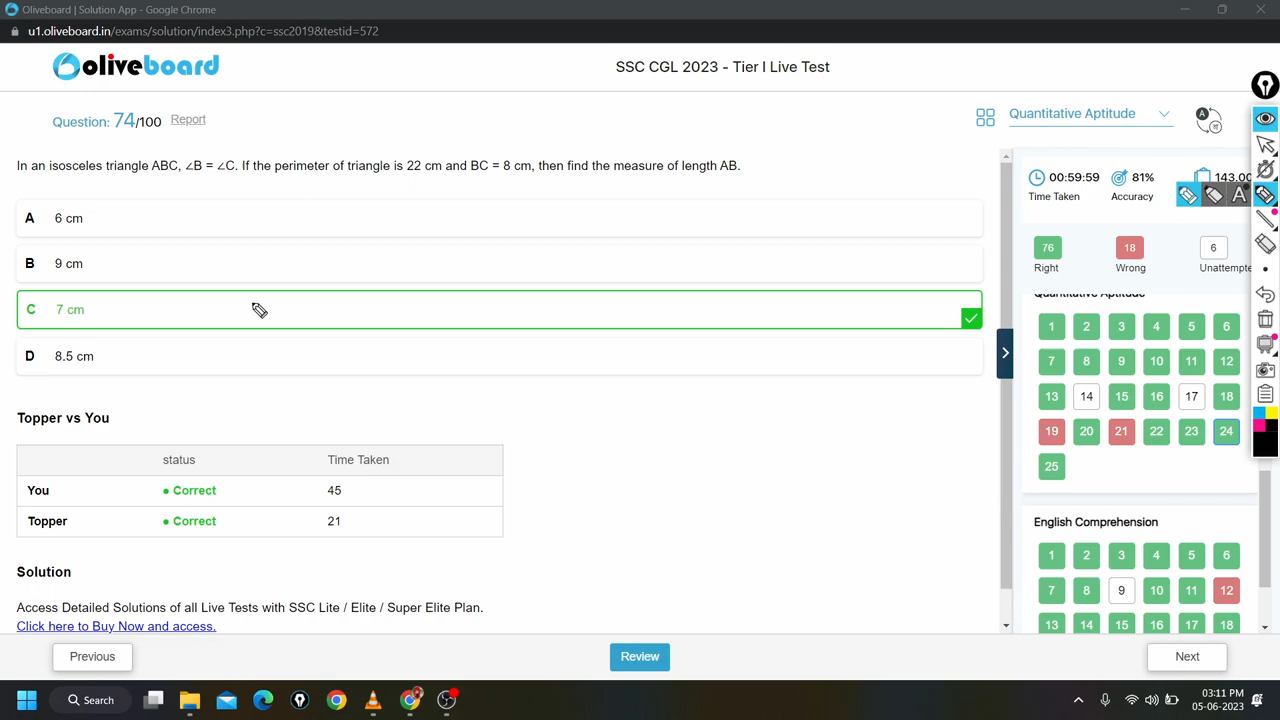 Oliveboard | Solution App - Google Chrome
u1.oliveboard.in/exams/solution/index3.php?c=ssc2019&testid=572
oliveboard
SSC CGL 2023 - Tier I Live Test
Question: 74/100 Report
Quantitative Aptitude
In an isosceles triangle ABC, ∠B = ∠C. If the perimeter of triangle is 22 cm and BC = 8 cm, then find the measure of length AB.
A 6 cm
B 9 cm
C 7 cm
D 8.5 cm
Topper vs You
status Time Taken
You • Correct 45
Topper • Correct 21
Solution
Access Detailed Solutions of all Live Tests with SSC Lite / Elite / Super Elite Plan.
Click here to Buy Now and access.
00:59:59 81% 143.00
Time Taken Accuracy
A
76 18 6
Right Wrong Unattempte
Quantitative Aptitude
1 2 3 4 5 6
7 8 9 10 11 12
13 14 15 16 17 18
19 20 21 22 23 24
25
English Comprehension
1 2 3 4 5 6
7 8 9 10 11 12
13 14 15 16 17 18
Previous Review Next
Search
03:11 PM
05-06-2023